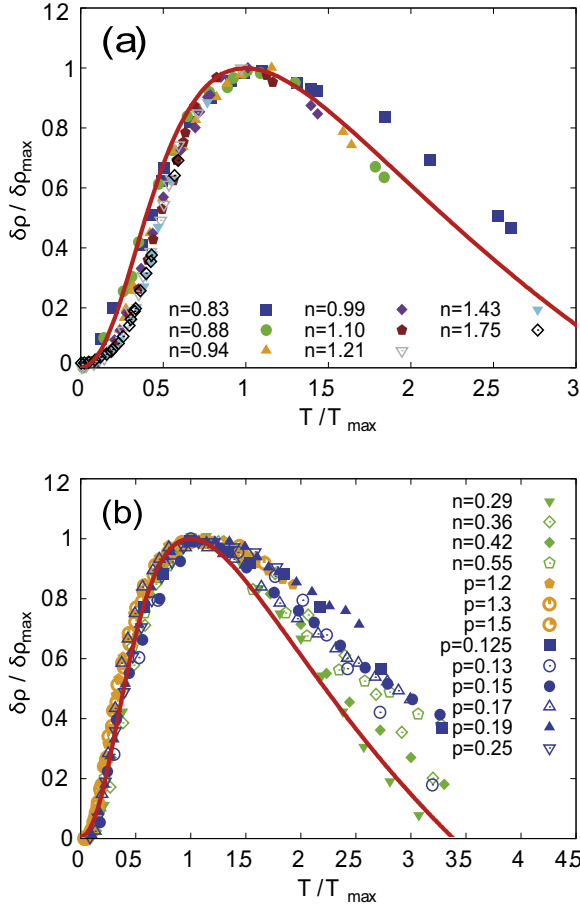 (a)
δρ / δρmax
1.2
1
0.8
0.6
0.4
0.2
0
n=0.83 n=0.99 n=1.43
n=0.88 n=1.10 n=1.75
n=0.94 n=1.21
0 0.5 1 1.5 2 2.5 3
T/Tmax
(b)
δρ / δρmax
1.2
1
0.8
0.6
0.4
0.2
0
n=0.29
n=0.36
n=0.42
n=0.55
p=1.2
p=1.3
p=1.5
p=0.125
p=0.13
p=0.15
p=0.17
p=0.19
p=0.25
0 0.5 1 1.5 2 2.5 3 3.5 4 4.5
T/Tmax